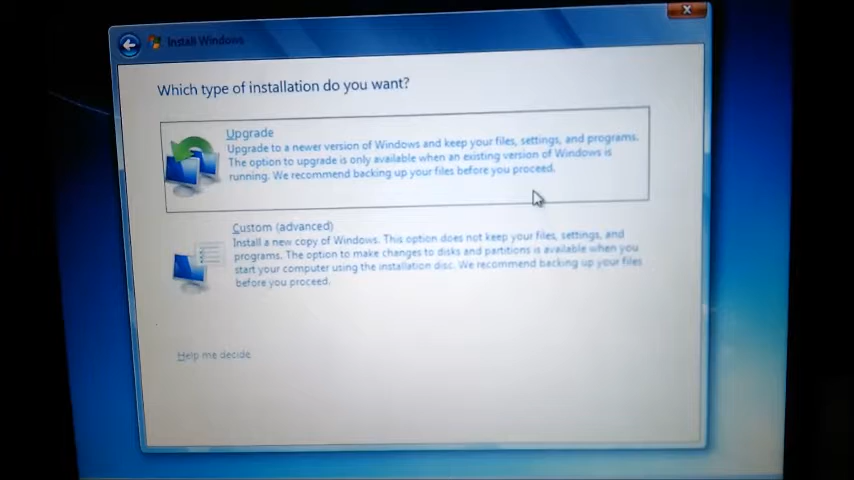 Install Windows
Which type of installation do you want?
Upgrade
Upgrade to a newer version of Windows and keep your files, settings, and programs.
The option to upgrade is only available when an existing version of Windows is
running. We recommend backing up your files before you proceed.
Custom (advanced)
Install a new copy of Windows. This option does not keep your files, settings, and
programs. The option to make changes to disks and partitions is available when you
start your computer using the installation disc. We recommend backing up your files
before you proceed.
Help me decide